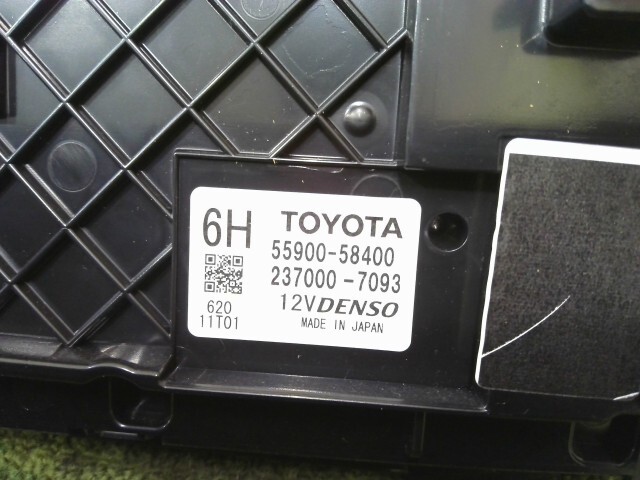 6H TOYOTA
55900-58400
237000-7093
620 12V DENSO
11T01 MADE IN JAPAN